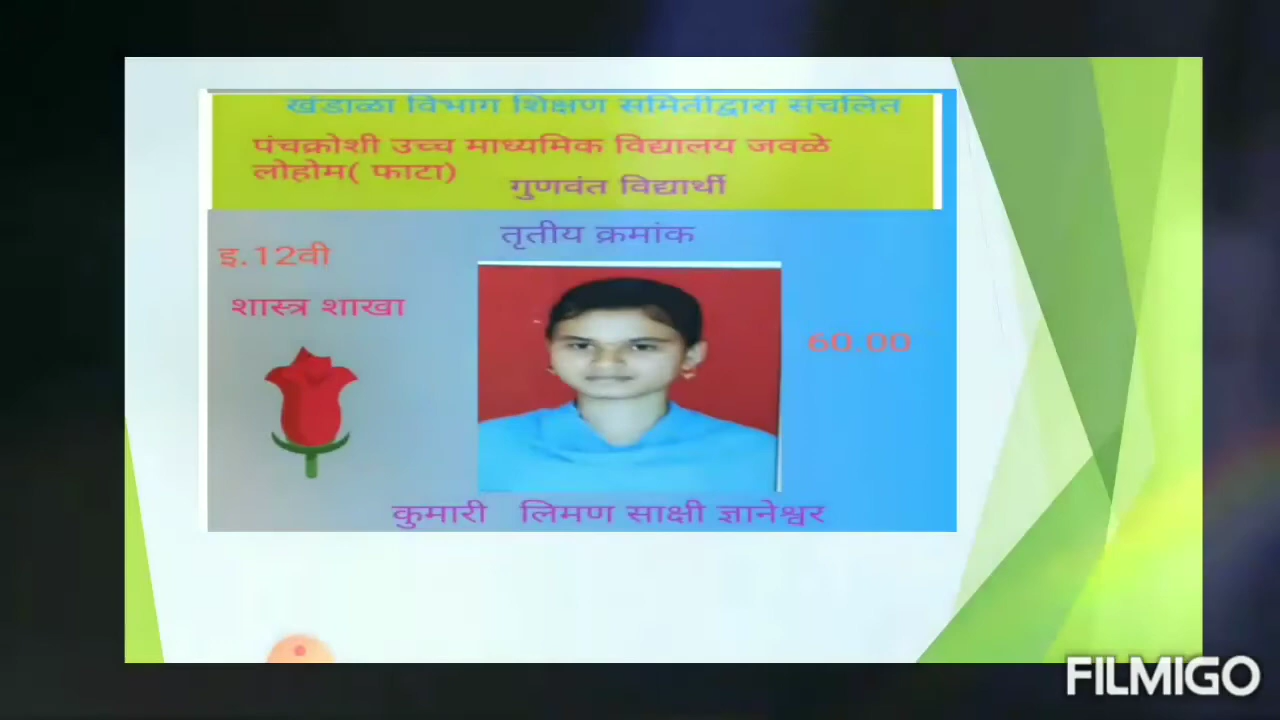 खंडाळा विभाग शिक्षण समितीद्वारा संचलित
पंचक्रोशी उच्च माध्यमिक विद्यालय जवळे
लोहोम( फाटा)
गुणवंत विद्यार्थी
तृतीय क्रमांक
इ.12वी
शास्त्र शाखा
60.00
कुमारी लिमण साक्षी ज्ञानेश्वर
FILMIGO